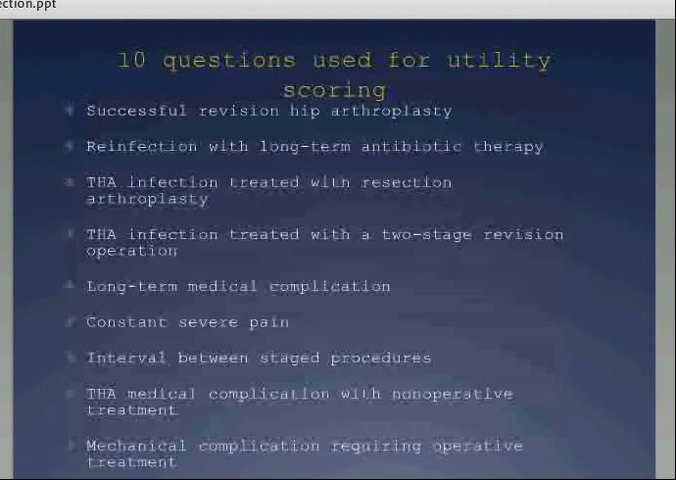 ection.ppt
10 questions used for utility
scoring
Successful revision hip arthroplasty
Reinfection with long-term antibiotic therapy
THA infection treated with resection
arthroplasty
THA infection treated with a two-stage revision
operation
Long-term medical complication
Constant severe pain
Interval between staged procedures
THA medical complication with nonoperative
treatment
Mechanical complication requiring operative
treatment